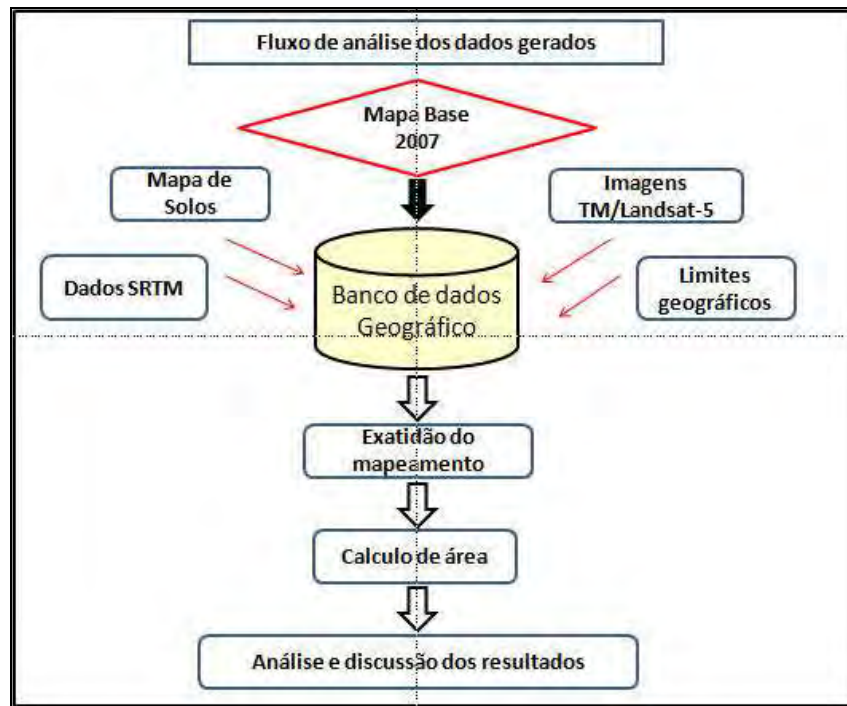 Fluxo de análise dos dados gerados
Mapa Base
2007
Mapa de
Solos
Imagens
TM/Landsat-5
Dados SRTM
Banco de dados
Geográfico
Limites
geográficos
Exatidão do
mapeamento
Calculo de área
Análise e discussão dos resultados